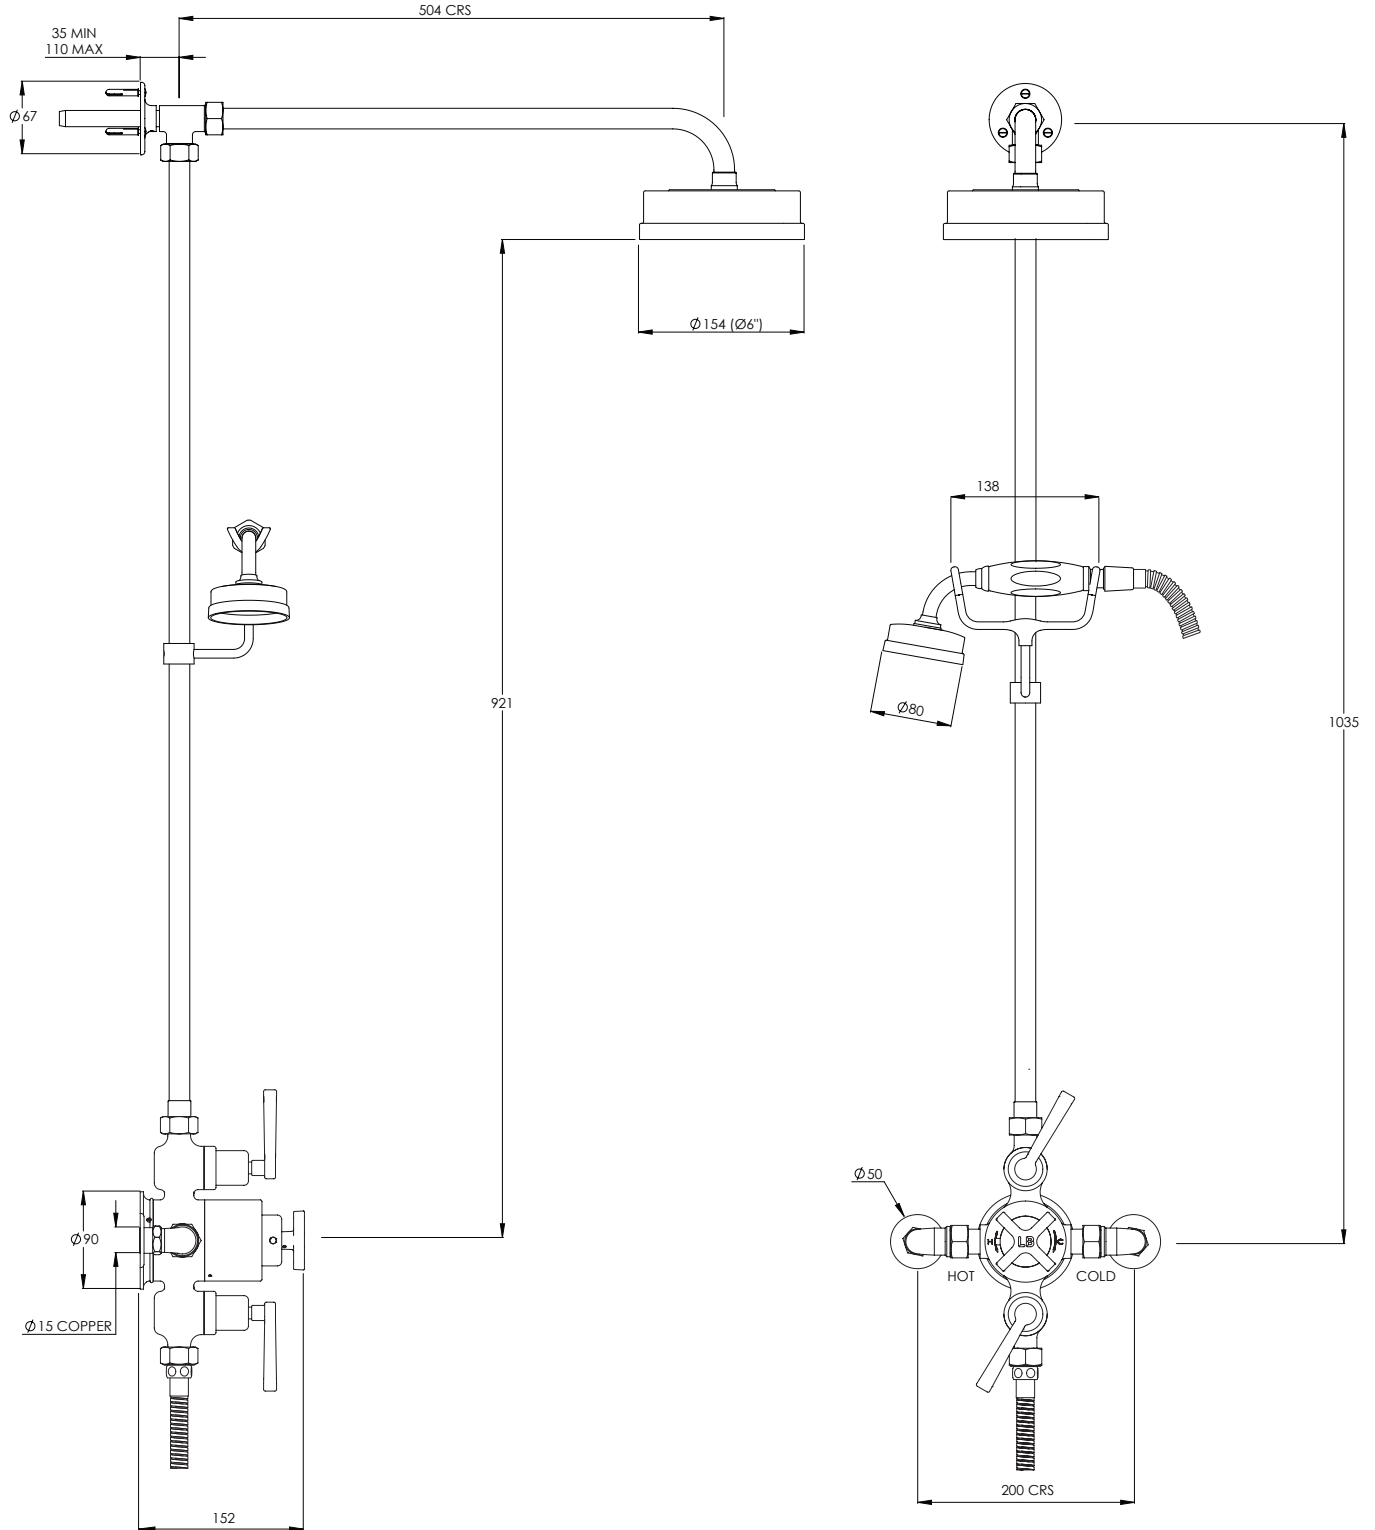 504 CRS
35 MIN
110 MAX
Ø67
Ø154 (Ø6")
138
921
Ø80
1035
Ø50
Ø90
H LB C
HOT COLD
Ø15 COPPER
200 CRS
152